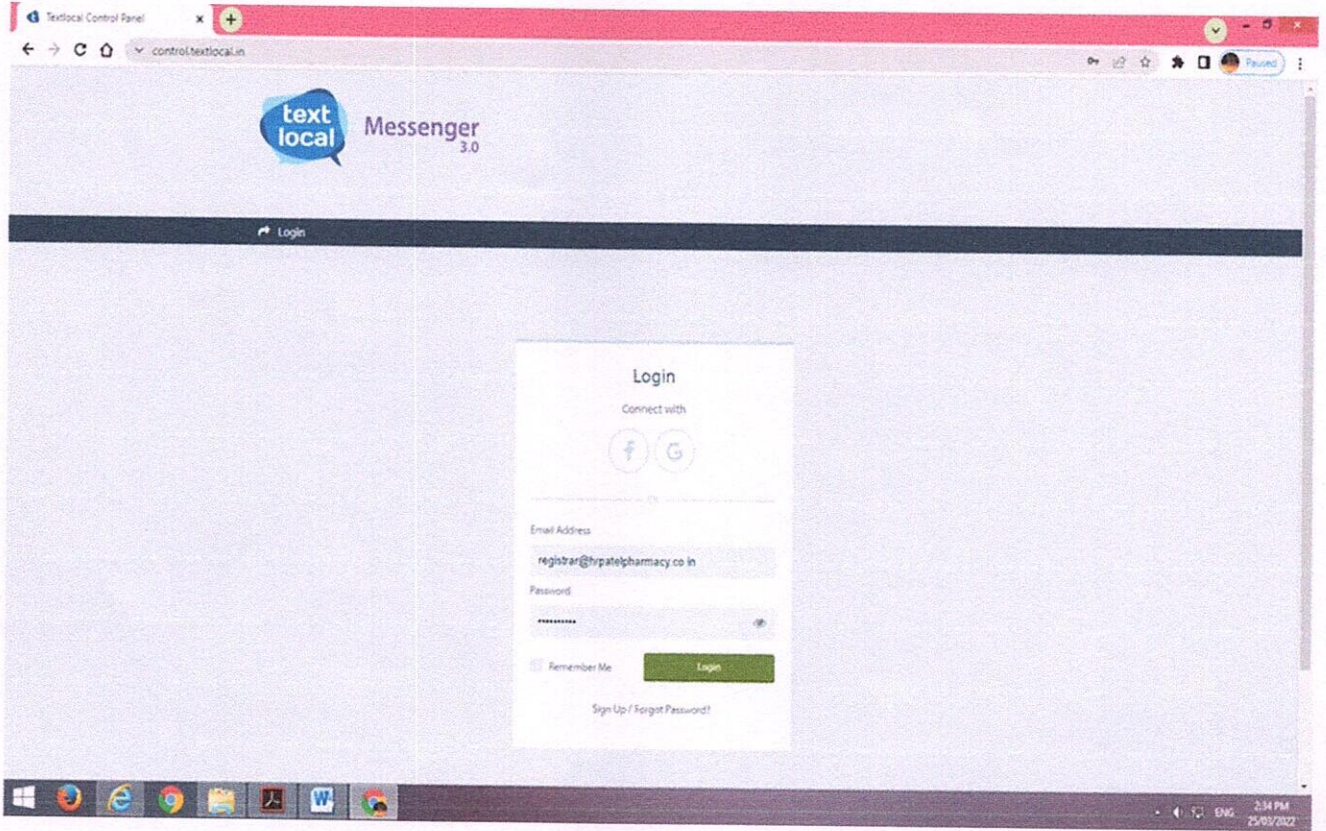 Textlocal Control Panel
control.textlocal.in
Paused
text
local
Messenger
3.0
Login
Login
Connect with
Email Address
registrar@hrpatelpharmacy.co.in
Password
Remember Me
Login
Sign Up / Forgot Password?
ENG
2:34 PM
25/03/2022